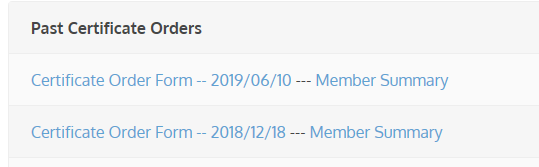 Past Certificate Orders
Certificate Order Form -- 2019/06/10 --- Member Summary
Certificate Order Form -- 2018/12/18 --- Member Summary